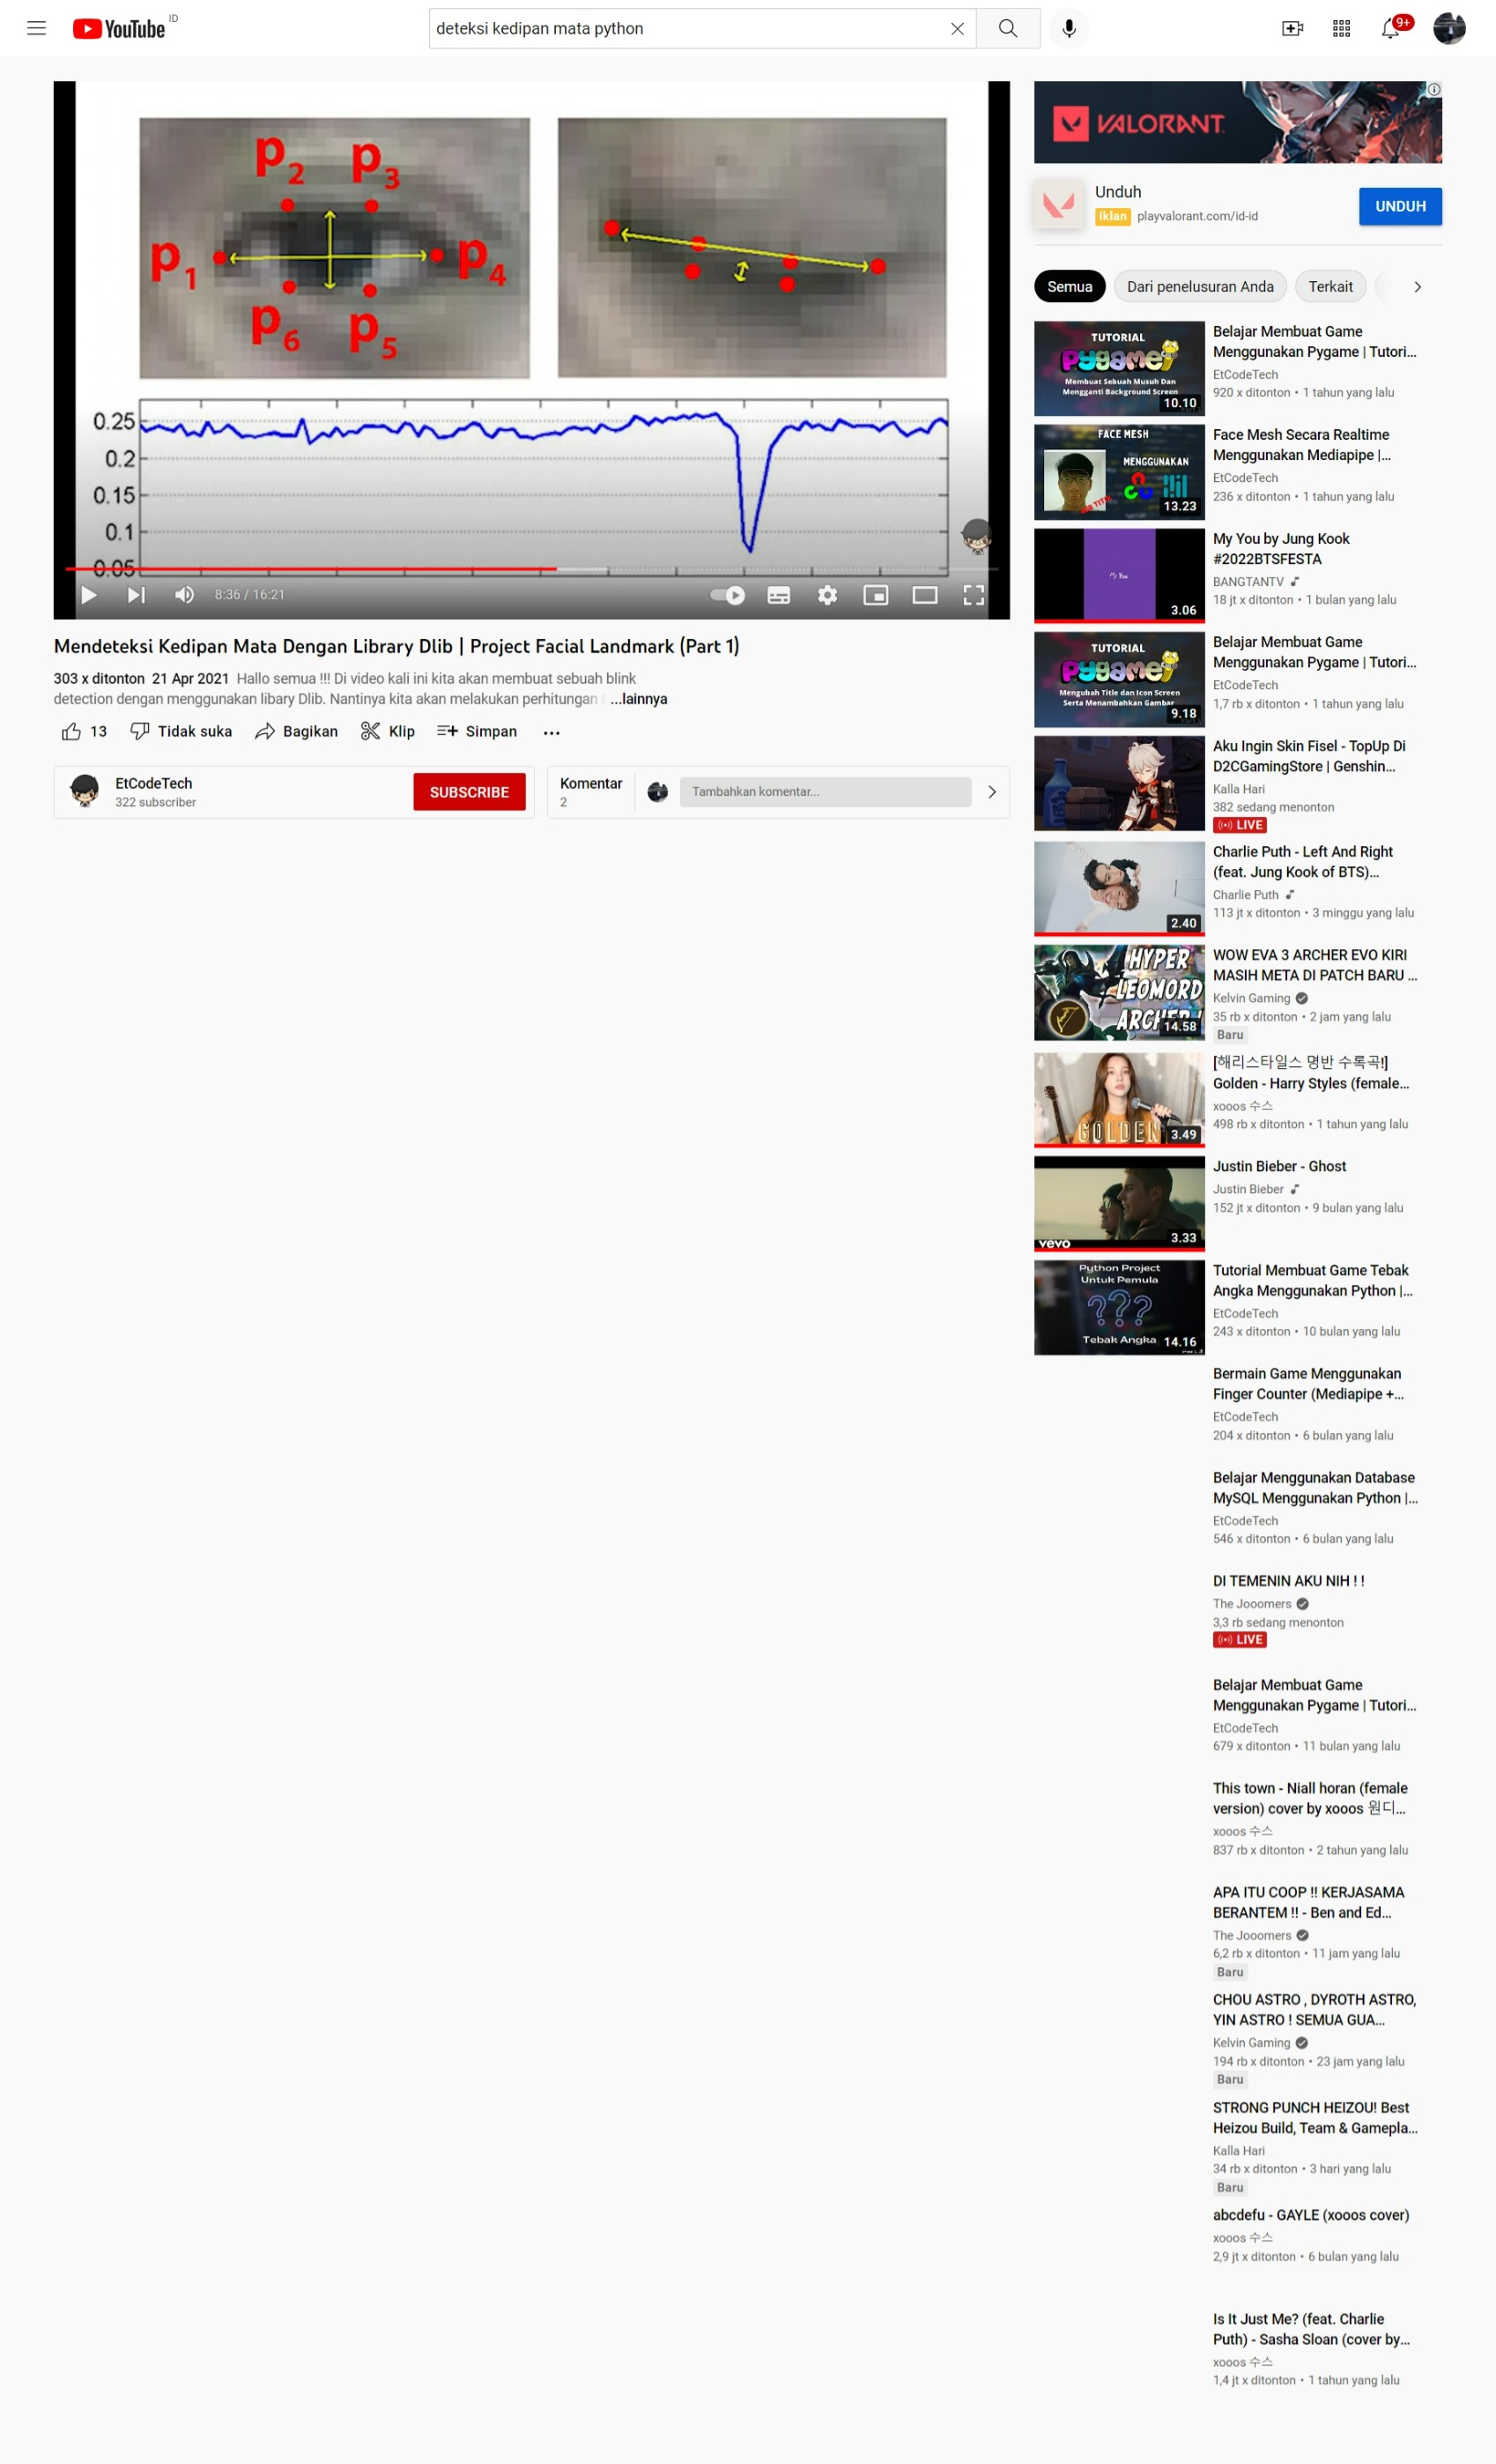 YouTube ID
deteksi kedipan mata python
9+
p1
p2
p3
p4
p5
p6
0.25
0.2
0.15
0.1
0.05
8:36 / 16:21
Mendeteksi Kedipan Mata Dengan Library Dlib | Project Facial Landmark (Part 1)
303 x ditonton 21 Apr 2021 Hallo semua !!! Di video kali ini kita akan membuat sebuah blink
detection dengan menggunakan libary Dlib. Nantinya kita akan melakukan perhitungan ...lainnya
13 Tidak suka Bagikan Klip Simpan
EtCodeTech
322 subscriber
SUBSCRIBE
Komentar
2
Tambahkan komentar...
VALORANT
Unduh
Iklan playvalorant.com/id-id
UNDUH
Semua Dari penelusuran Anda Terkait
TUTORIAL
Pygame
Membuat Sebuah Musuh Dan
Mengganti Background Screen
10.10
Belajar Membuat Game
Menggunakan Pygame | Tutori...
EtCodeTech
920 x ditonton • 1 tahun yang lalu
FACE MESH
MENGGUNAKAN
13.23
Face Mesh Secara Realtime
Menggunakan Mediapipe |...
EtCodeTech
236 x ditonton • 1 tahun yang lalu
My You
3.06
My You by Jung Kook
#2022BTSFESTA
BANGTANTV
18 jt x ditonton • 1 bulan yang lalu
TUTORIAL
Pygame
Mengubah Title dan Icon Screen
Serta Menambahkan Gambar
9.18
Belajar Membuat Game
Menggunakan Pygame | Tutori...
EtCodeTech
1,7 rb x ditonton • 1 tahun yang lalu
Aku Ingin Skin Fisel - TopUp Di
D2CGamingStore | Genshin...
Kalla Hari
382 sedang menonton
LIVE
2.40
Charlie Puth - Left And Right
(feat. Jung Kook of BTS)...
Charlie Puth
113 jt x ditonton • 3 minggu yang lalu
HYPER
LEOMORD
ARCHER
14.58
WOW EVA 3 ARCHER EVO KIRI
MASIH META DI PATCH BARU ...
Kelvin Gaming
35 rb x ditonton • 2 jam yang lalu
Baru
GOLDEN
3.49
[해리스타일스 명반 수록곡!]
Golden - Harry Styles (female...
xooos 수스
498 rb x ditonton • 1 tahun yang lalu
vevo
3.33
Justin Bieber - Ghost
Justin Bieber
152 jt x ditonton • 9 bulan yang lalu
Python Project
Untuk Pemula
???
Tebak Angka
14.16
Tutorial Membuat Game Tebak
Angka Menggunakan Python |...
EtCodeTech
243 x ditonton • 10 bulan yang lalu
Bermain Game Menggunakan
Finger Counter (Mediapipe +...
EtCodeTech
204 x ditonton • 6 bulan yang lalu
Belajar Menggunakan Database
MySQL Menggunakan Python |...
EtCodeTech
546 x ditonton • 6 bulan yang lalu
DI TEMENIN AKU NIH ! !
The Jooomers
3,3 rb sedang menonton
LIVE
Belajar Membuat Game
Menggunakan Pygame | Tutori...
EtCodeTech
679 x ditonton • 11 bulan yang lalu
This town - Niall horan (female
version) cover by xooos 원디...
xooos 수스
837 rb x ditonton • 2 tahun yang lalu
APA ITU COOP !! KERJASAMA
BERANTEM !! - Ben and Ed...
The Jooomers
6,2 rb x ditonton • 11 jam yang lalu
Baru
CHOU ASTRO , DYROTH ASTRO,
YIN ASTRO ! SEMUA GUA...
Kelvin Gaming
194 rb x ditonton • 23 jam yang lalu
Baru
STRONG PUNCH HEIZOU! Best
Heizou Build, Team & Gamepla...
Kalla Hari
34 rb x ditonton • 3 hari yang lalu
Baru
abcdefu - GAYLE (xooos cover)
xooos 수스
2,9 jt x ditonton • 6 bulan yang lalu
Is It Just Me? (feat. Charlie
Puth) - Sasha Sloan (cover by...
xooos 수스
1,4 jt x ditonton • 1 tahun yang lalu